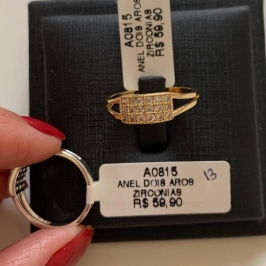 A0815
ANEL DOIS AROS
ZIRCONIAS
R$ 59,90
A0815
ANEL DOIS AROS
ZIRCONIAS
R$ 59,90
13